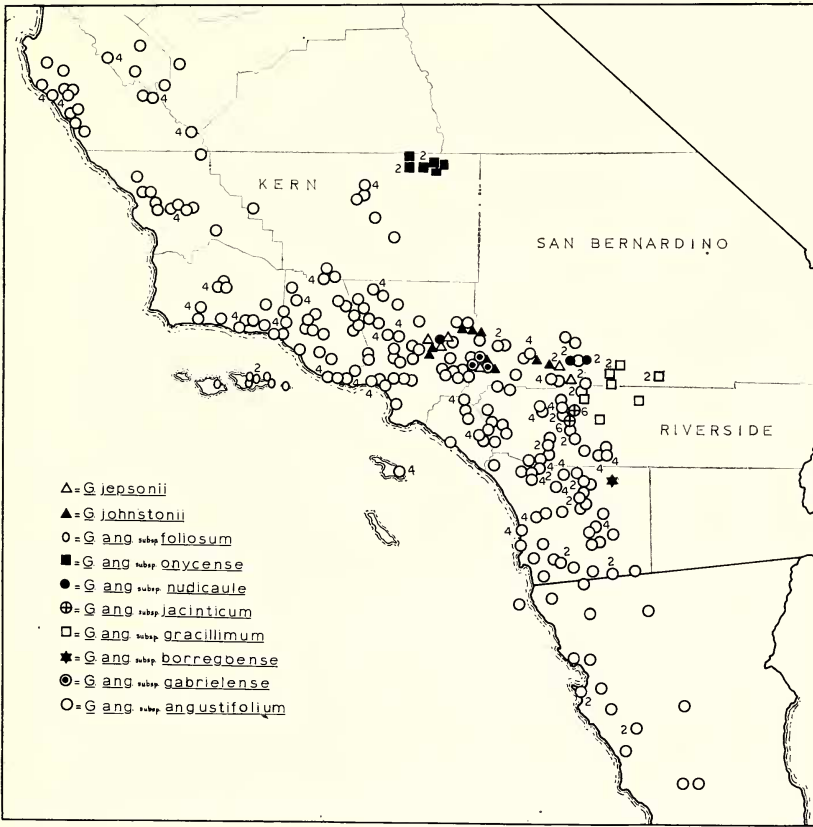 KERN
SAN BERNARDINO
RIVERSIDE
△ = G. jepsonii
▲ = G. johnstonii
0 = G. ang. subsp. foliosum
■ = G. ang. subsp. onycense
● = G. ang. subsp. nudicaule
⊕ = G. ang. subsp. jacinticum
□ = G. ang. subsp. gracillimum
✶ = G. ang. subsp. borregoense
◉ = G. ang. subsp. gabrielense
○ = G. ang. subsp. angustifolium